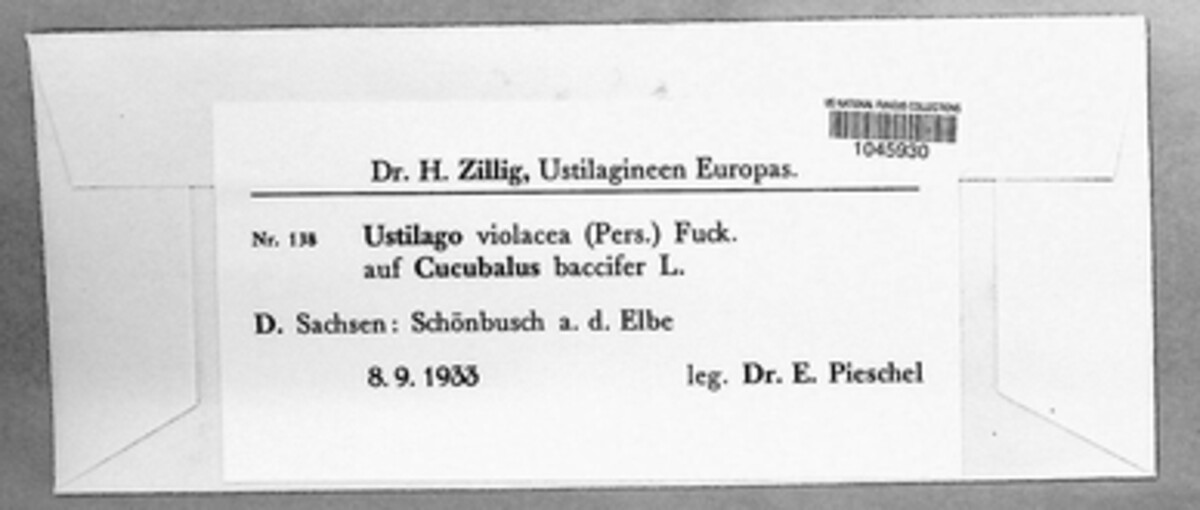 US NATIONAL FUNGUS COLLECTIONS
1045930
Dr. H. Zillig, Ustilagineen Europas.
Nr. 138 Ustilago violacea (Pers.) Fuck.
auf Cucubalus baccifer L.
D. Sachsen: Schönbusch a. d. Elbe
8. 9. 1933 leg. Dr. E. Pieschel